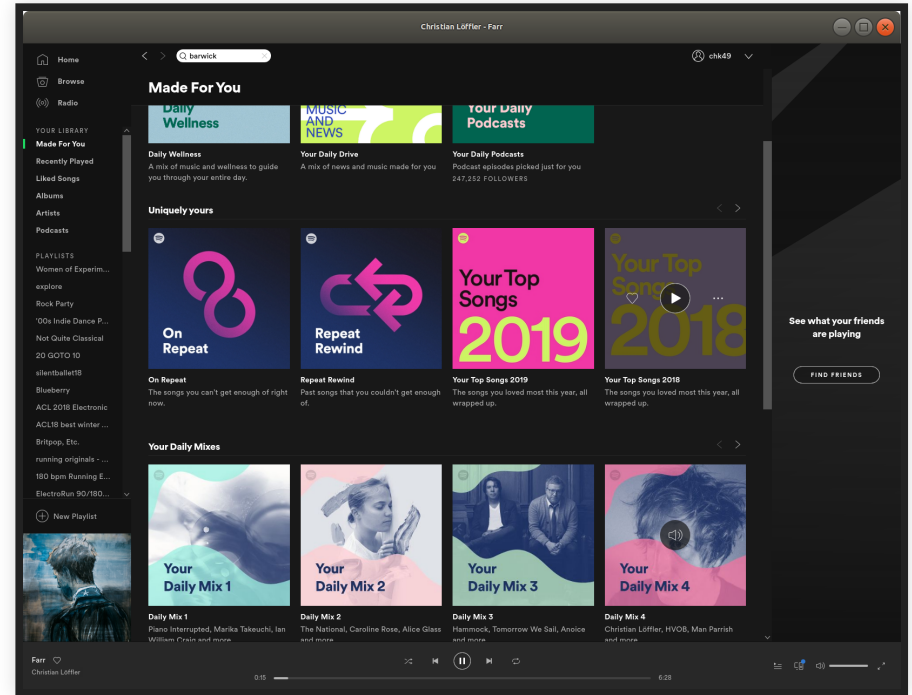 Christian Löffler - Farr
Home
Browse
Radio
YOUR LIBRARY
Made For You
Recently Played
Liked Songs
Albums
Artists
Podcasts
PLAYLISTS
Women of Experim...
explore
Rock Party
'00s Indie Dance P...
Not Quite Classical
20 GOTO 10
silentballet18
Blueberry
ACL 2018 Electronic
ACL18 best winter ...
Britpop, Etc.
running originals - ...
180 bpm Running E...
ElectroRun 90/180...
New Playlist
barwick
chk49
Made For You
Daily
Wellness
MUSIC
AND
NEWS
Your Daily
Podcasts
Daily Wellness
A mix of music and wellness to guide
you through your entire day.
Your Daily Drive
A mix of news and music made for you
Your Daily Podcasts
Podcast episodes picked just for you
247,252 FOLLOWERS
Uniquely yours
On
Repeat
Repeat
Rewind
Your Top
Songs
2019
Your Top
Songs
2018
On Repeat
The songs you can't get enough of right
now.
Repeat Rewind
Past songs that you couldn't get enough
of.
Your Top Songs 2019
The songs you loved most this year, all
wrapped up.
Your Top Songs 2018
The songs you loved most this year, all
wrapped up.
Your Daily Mixes
Your
Daily Mix 1
Your
Daily Mix 2
Your
Daily Mix 3
Your
Daily Mix 4
Daily Mix 1
Piano Interrupted, Marika Takeuchi, Ian
William Craig and more
Daily Mix 2
The National, Caroline Rose, Alice Glass
and more
Daily Mix 3
Hammock, Tomorrow We Sail, Anoice
and more
Daily Mix 4
Christian Löffler, HVOB, Man Parrish
and more
See what your friends
are playing
FIND FRIENDS
Farr
Christian Löffler
0:15
6:28